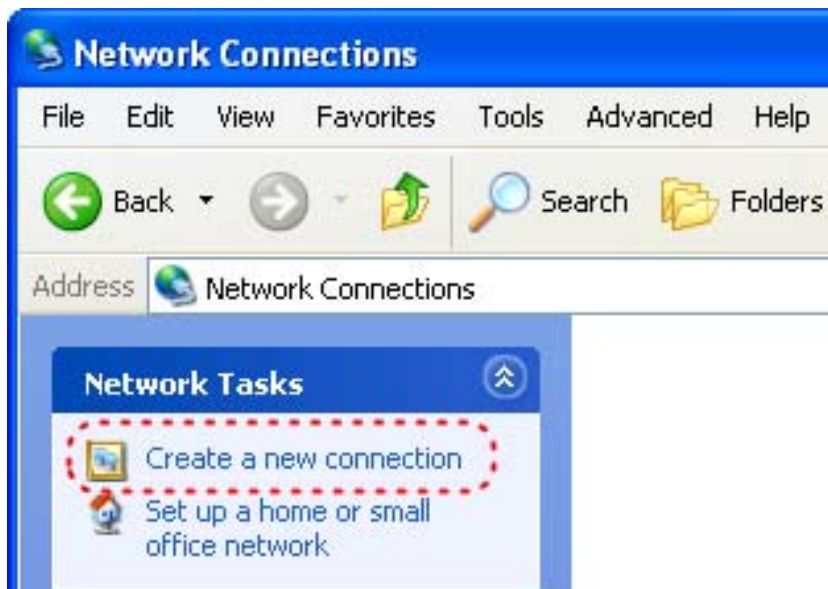 Network Connections
File Edit View Favorites Tools Advanced Help
Back Search Folders
Address Network Connections
Network Tasks
Create a new connection
Set up a home or small
office network